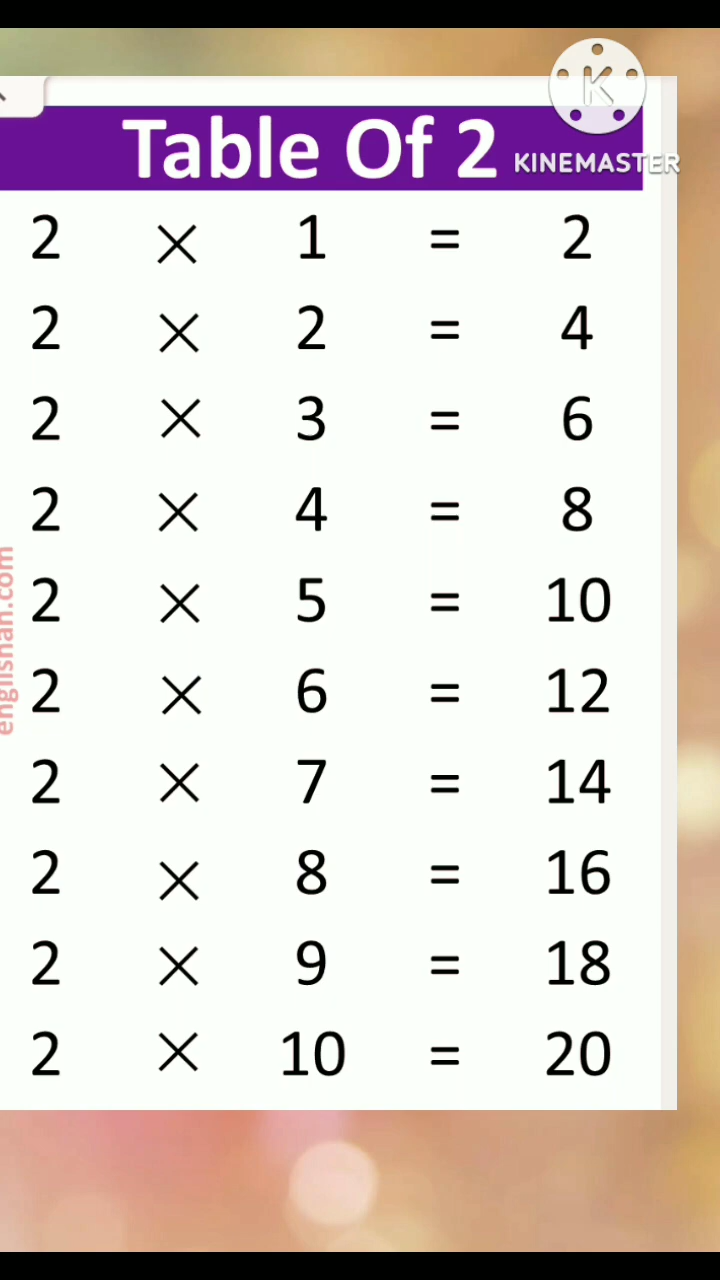 Table Of 2
K
KINEMASTER
2 × 1 = 2
2 × 2 = 4
2 × 3 = 6
2 × 4 = 8
2 × 5 = 10
2 × 6 = 12
2 × 7 = 14
2 × 8 = 16
2 × 9 = 18
2 × 10 = 20
englishan.com